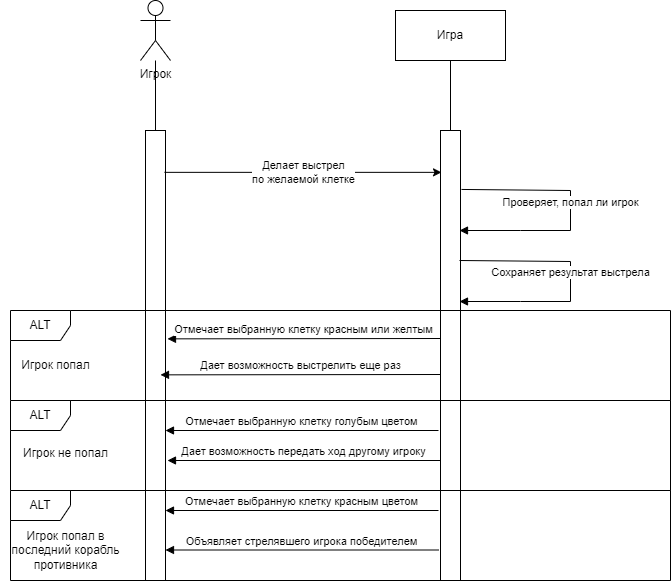 Игрок
Игра
Делает выстрел
по желаемой клетке
Проверяет, попал ли игрок
Сохраняет результат выстрела
ALT
Отмечает выбранную клетку красным или желтым
Игрок попал
Дает возможность выстрелить еще раз
ALT
Отмечает выбранную клетку голубым цветом
Игрок не попал
Дает возможность передать ход другому игроку
ALT
Отмечает выбранную клетку красным цветом
Игрок попал в
последний корабль
противника
Объявляет стрелявшего игрока победителем